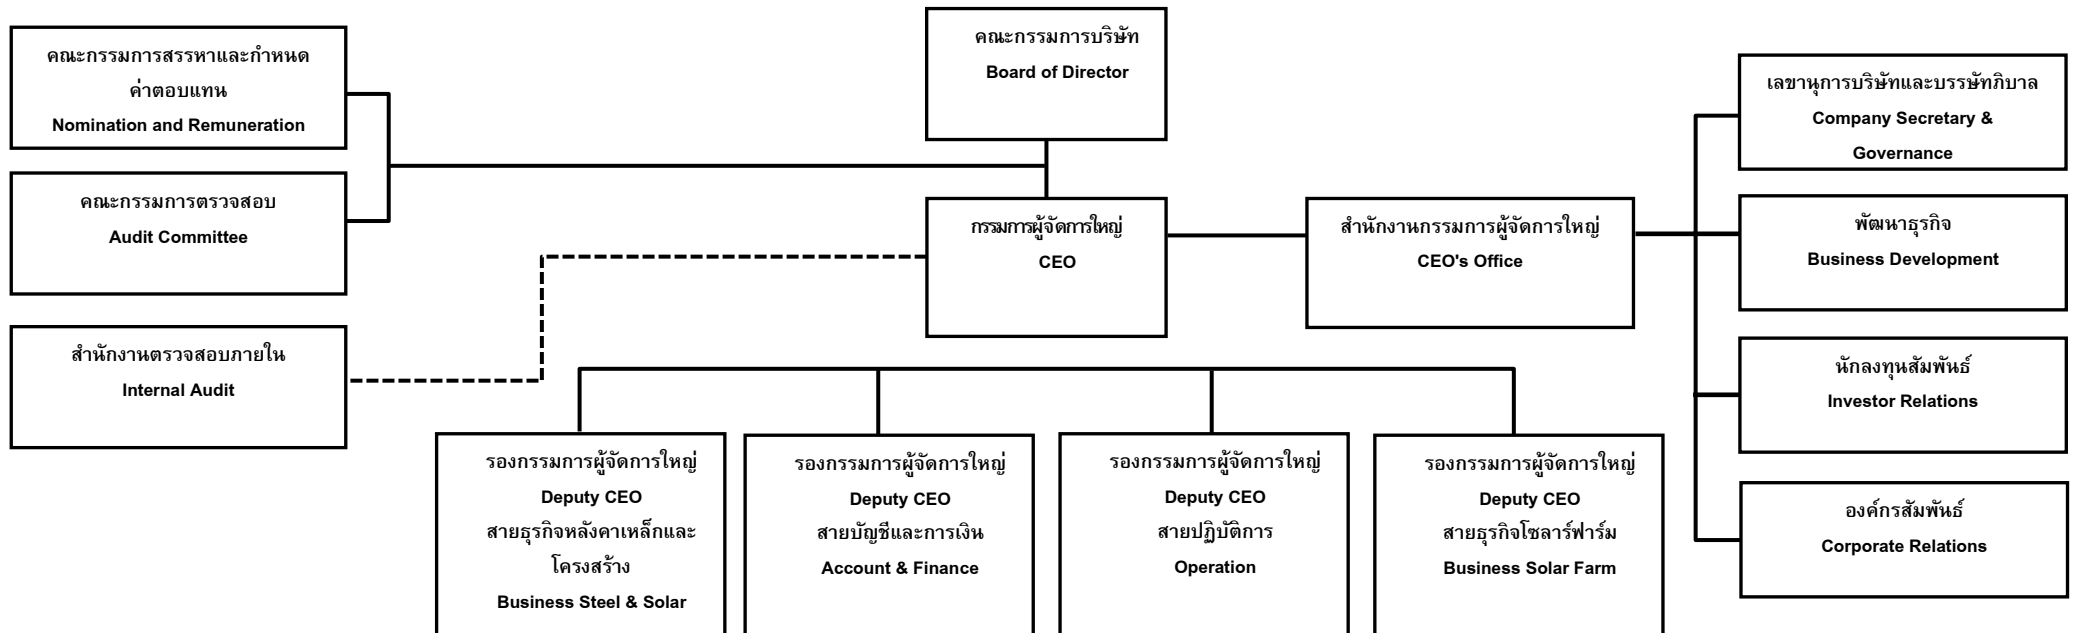 คณะกรรมการบริษัท
Board of Director
คณะกรรมการสรรหาและกำหนด
ค่าตอบแทน
Nomination and Remuneration
คณะกรรมการตรวจสอบ
Audit Committee
สำนักงานตรวจสอบภายใน
Internal Audit
กรรมการผู้จัดการใหญ่
CEO
สำนักงานกรรมการผู้จัดการใหญ่
CEO's Office
เลขานุการบริษัทและบรรษัทภิบาล
Company Secretary &
Governance
พัฒนาธุรกิจ
Business Development
นักลงทุนสัมพันธ์
Investor Relations
องค์กรสัมพันธ์
Corporate Relations
รองกรรมการผู้จัดการใหญ่
Deputy CEO
สายธุรกิจหลังคาเหล็กและ
โครงสร้าง
Business Steel & Solar
รองกรรมการผู้จัดการใหญ่
Deputy CEO
สายบัญชีและการเงิน
Account & Finance
รองกรรมการผู้จัดการใหญ่
Deputy CEO
สายปฏิบัติการ
Operation
รองกรรมการผู้จัดการใหญ่
Deputy CEO
สายธุรกิจโซลาร์ฟาร์ม
Business Solar Farm